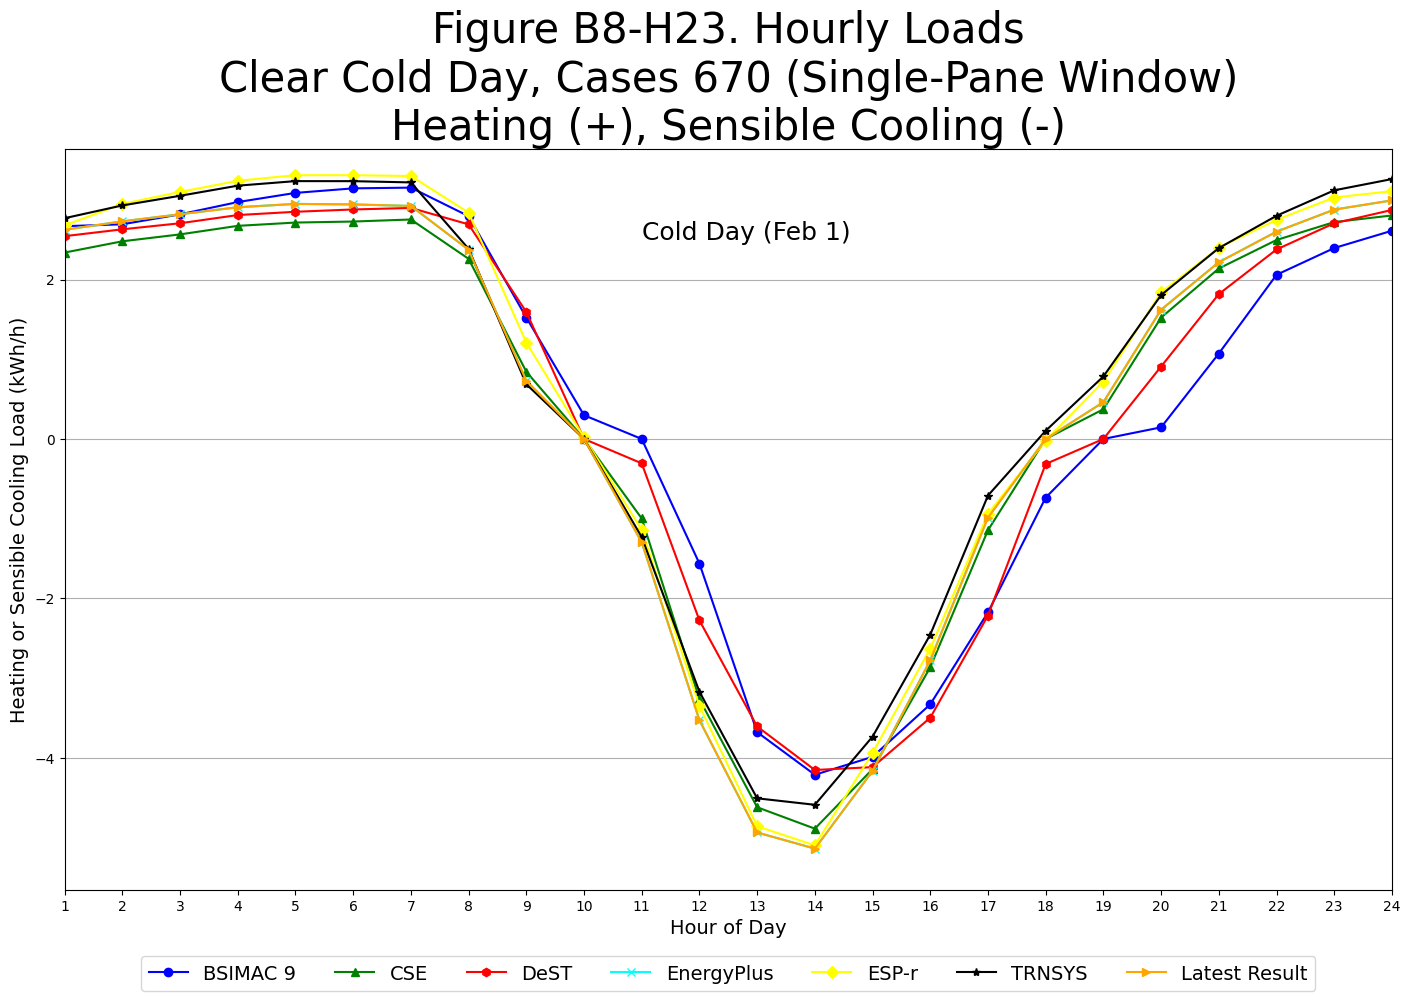 Figure B8-H23. Hourly Loads
Clear Cold Day, Cases 670 (Single-Pane Window)
Heating (+), Sensible Cooling (-)
Cold Day (Feb 1)
Heating or Sensible Cooling Load (kWh/h)
2
0
−2
−4
1 2 3 4 5 6 7 8 9 10 11 12 13 14 15 16 17 18 19 20 21 22 23 24
Hour of Day
BSIMAC 9 CSE DeST EnergyPlus ESP-r TRNSYS Latest Result